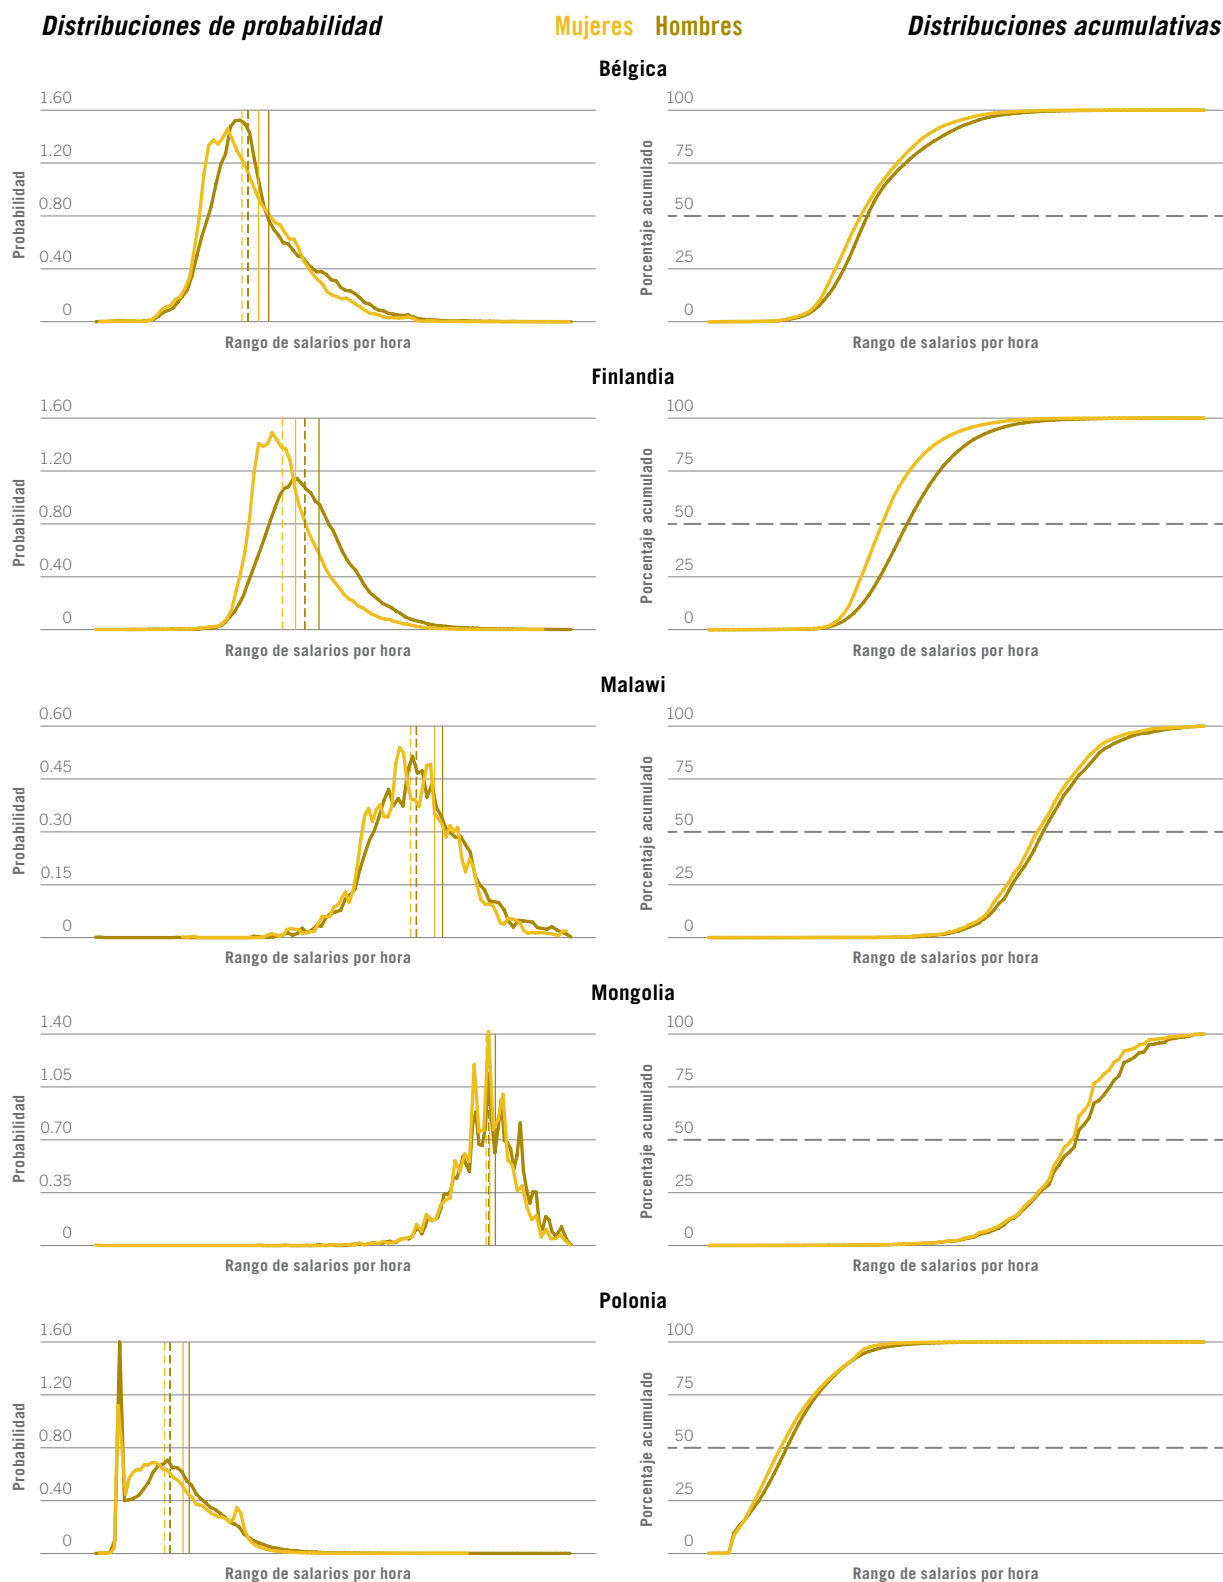 Distribuciones de probabilidad Mujeres Hombres Distribuciones acumulativas
Bélgica
1.60
1.20
0.80
0.40
0
Probabilidad
Rango de salarios por hora
100
75
50
25
0
Porcentaje acumulado
Rango de salarios por hora
Finlandia
1.60
1.20
0.80
0.40
0
Probabilidad
Rango de salarios por hora
100
75
50
25
0
Porcentaje acumulado
Rango de salarios por hora
Malawi
0.60
0.45
0.30
0.15
0
Probabilidad
Rango de salarios por hora
100
75
50
25
0
Porcentaje acumulado
Rango de salarios por hora
Mongolia
1.40
1.05
0.70
0.35
0
Probabilidad
Rango de salarios por hora
100
75
50
25
0
Porcentaje acumulado
Rango de salarios por hora
Polonia
1.60
1.20
0.80
0.40
0
Probabilidad
Rango de salarios por hora
100
75
50
25
0
Porcentaje acumulado
Rango de salarios por hora